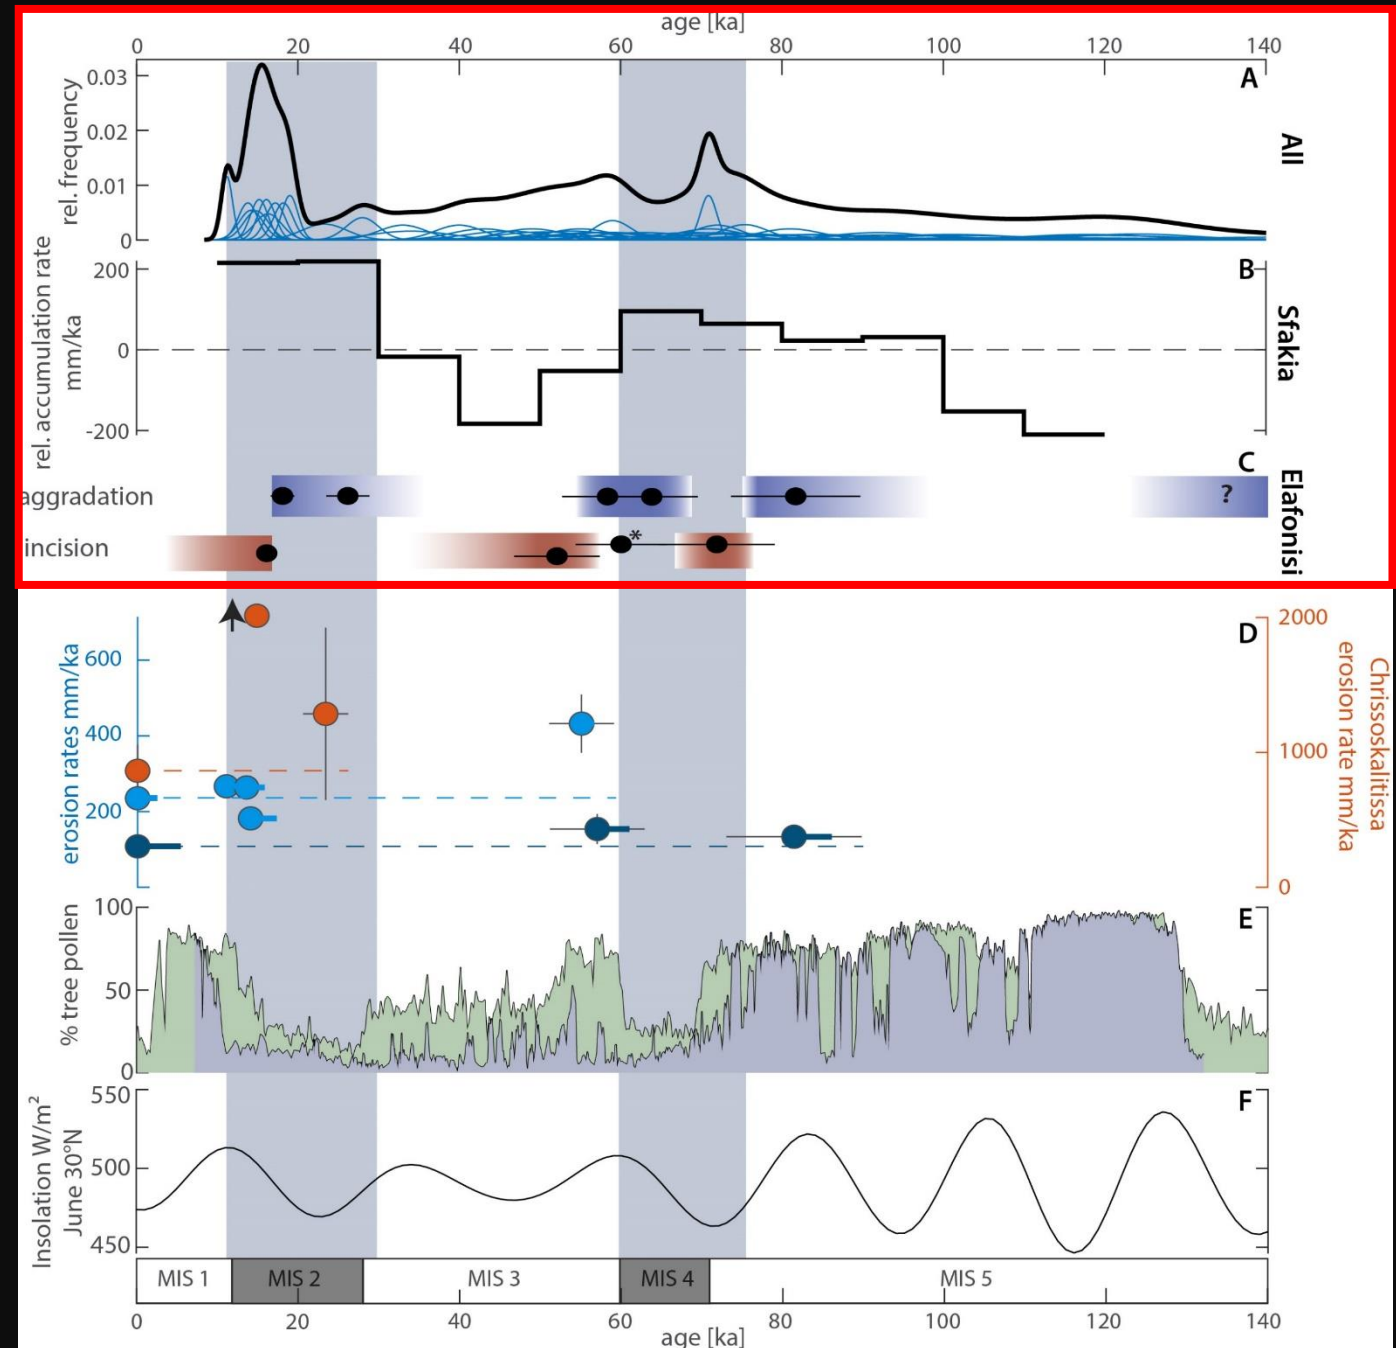 age [ka]
0 20 40 60 80 100 120 140
A
0.03
0.02
0.01
0
rel. frequency
All
B
200
0
-200
rel. accumulation rate
mm/ka
Sfakia
C
aggradation
?
incision
*
Elafonisi
D
600
400
200
erosion rates mm/ka
2000
1000
0
Chrissoskalitissa
erosion rate mm/ka
E
100
50
0
% tree pollen
F
550
500
450
Insolation W/m²
June 30°N
MIS 1 MIS 2 MIS 3 MIS 4 MIS 5
0 20 40 60 80 100 120 140
age [ka]